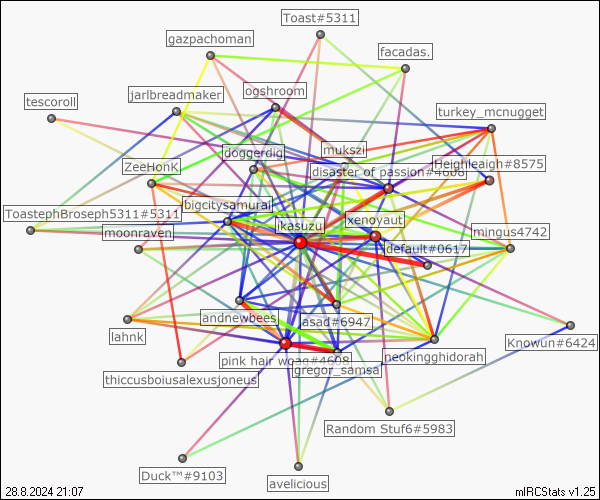 Toast#5311
gazpachoman
facadas.
jarlbreadmaker
ogshroom
tescoroll
turkey_mcnugget
mukszi
doggerdig
Heighleaigh#8575
ZeeHonK
disaster of passion#4608
bigcitysamurai
ToastephBroseph5311#5311
ikasuzu
xenoyaut
moonraven
mingus4742
default#0617
andnewbees
asad#6947
lahnk
Knowun#6424
pink hair woao#4608
neokingghidorah
gregor_samsa
thiccusboiusalexusjoneus
Random Stuf6#5983
Duck™#9103
avelicious
28.8.2024 21:07
mIRCStats v1.25